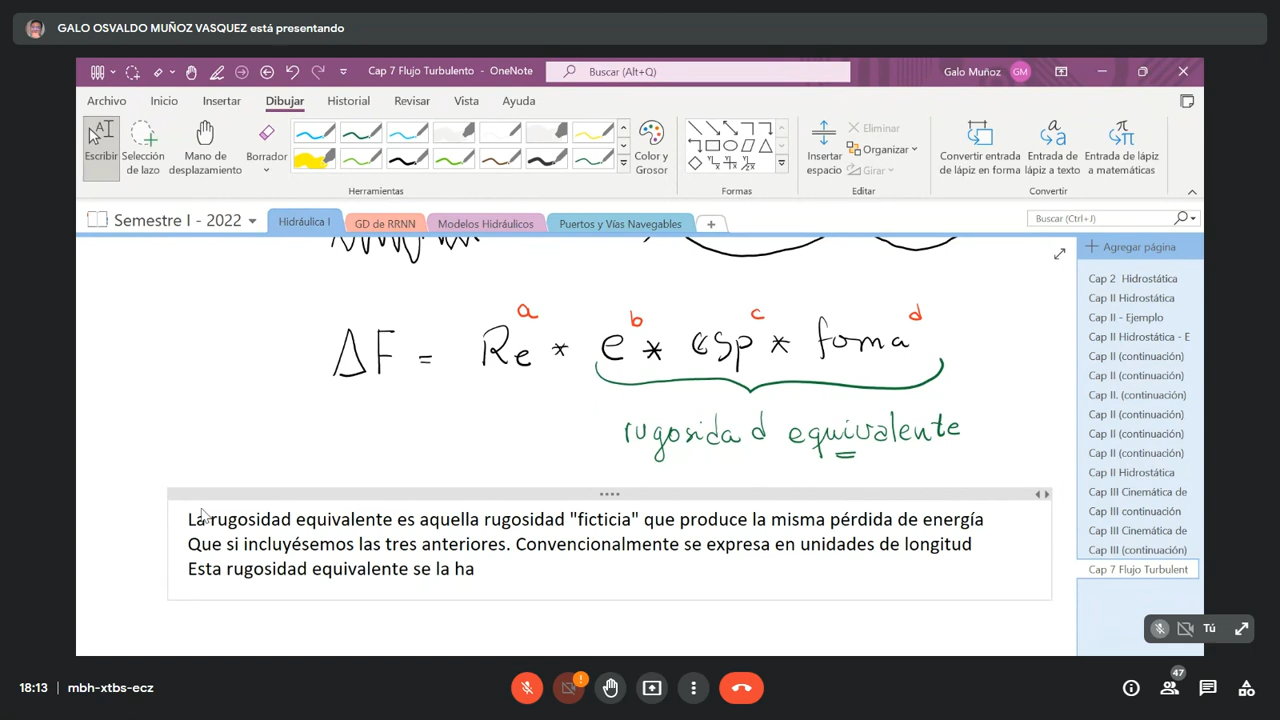 GALO OSVALDO MUÑOZ VASQUEZ está presentando
Cap 7 Flujo Turbulento - OneNote
Buscar (Alt+Q)
Galo Muñoz
GM
Archivo Inicio Insertar Dibujar Historial Revisar Vista Ayuda
Escribir
Selección de lazo
Mano de desplazamiento
Borrador
Color y Grosor
Insertar espacio
Eliminar
Organizar
Girar
Convertir entrada de lápiz en forma
Entrada de lápiz a texto
Entrada de lápiz a matemáticas
Herramientas
Formas
Editar
Convertir
Semestre I - 2022
Hidráulica I
GD de RRNN
Modelos Hidráulicos
Puertos y Vías Navegables
Buscar (Ctrl+J)
Agregar página
Cap 2 Hidrostática
Cap II Hidrostática
Cap II - Ejemplo
Cap II Hidrostática - E
Cap II (continuación)
Cap II (continuación)
Cap II. (continuación)
Cap II (continuación)
Cap II (continuación)
Cap II (continuación)
Cap II Hidrostática
Cap III Cinemática de
Cap III continuación
Cap III Cinemática de
Cap III (continuación)
Cap 7 Flujo Turbulent
a b c d
ΔF = Re * e * esp * foma
rugosidad equivalente
La rugosidad equivalente es aquella rugosidad "ficticia" que produce la misma pérdida de energía
Que si incluyésemos las tres anteriores. Convencionalmente se expresa en unidades de longitud
Esta rugosidad equivalente se la ha
Tú
18:13 | mbh-xtbs-ecz
47